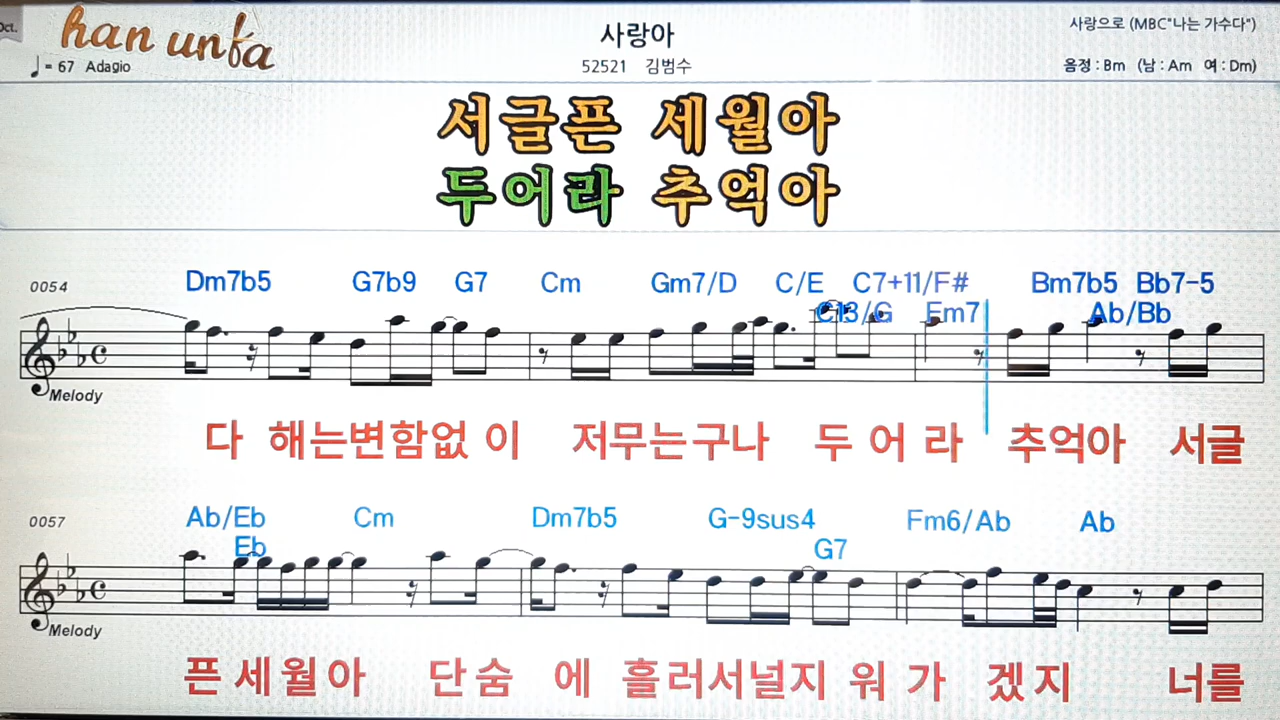 Oct.
han unfa
♩= 67 Adagio
사랑아
52521 김범수
사랑으로 (MBC"나는 가수다")
음정 : Bm (남 : Am 여 : Dm)
서글픈 세월아
두어라 추억아
0054
Dm7b5 G7b9 G7 Cm Gm7/D C/E C7+11/F# Bm7b5 Bb7-5
C13/G Fm7 Ab/Bb
Melody
다 해는변함없 이 저무는구나 두 어 라 추억아 서글
0057
Ab/Eb Cm Dm7b5 G-9sus4 Fm6/Ab Ab
Eb G7
Melody
픈 세 월 아 단 숨 에 흘러서널지 워 가 겠 지 너를